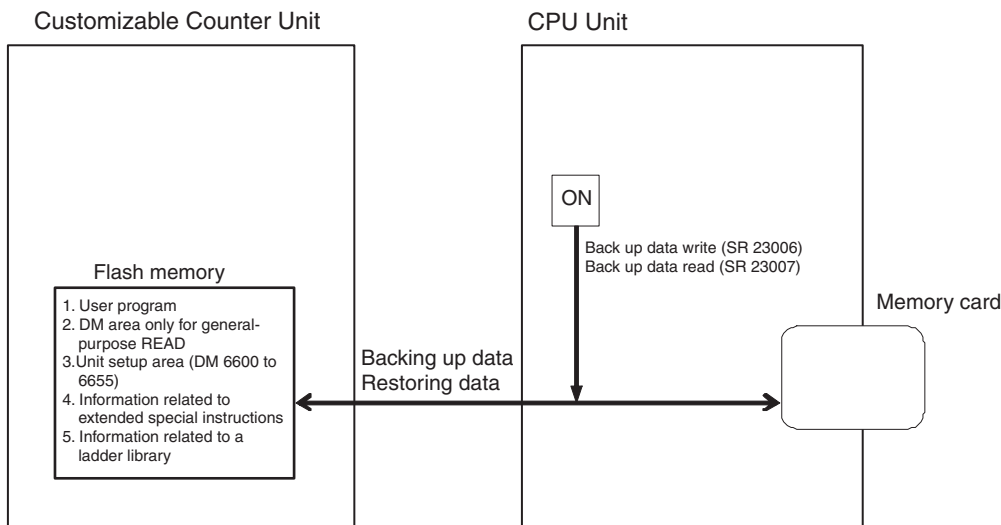 Customizable Counter Unit
CPU Unit
ON
Back up data write (SR 23006)
Back up data read (SR 23007)
Flash memory
1. User program
2. DM area only for general-
purpose READ
3.Unit setup area (DM 6600 to
6655)
4. Information related to
extended special instructions
5. Information related to a
ladder library
Backing up data
Restoring data
Memory card